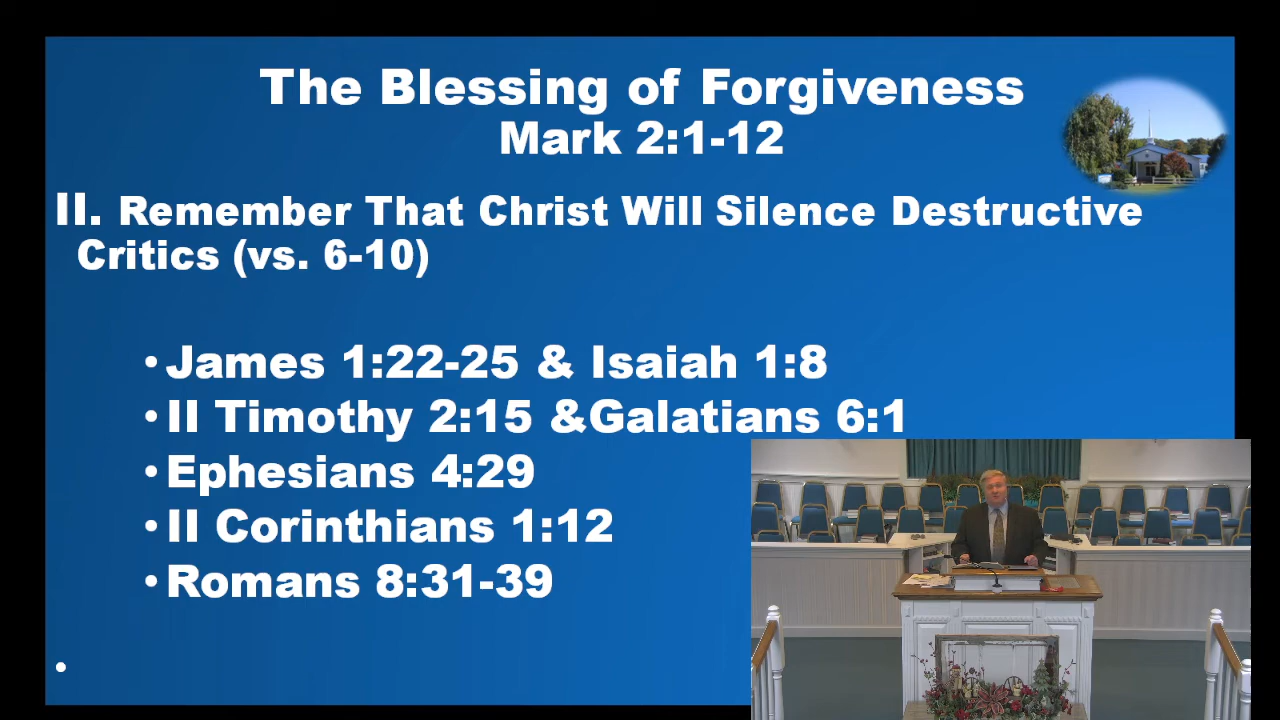 The Blessing of Forgiveness
Mark 2:1-12
II. Remember That Christ Will Silence Destructive
Critics (vs. 6-10)
• James 1:22-25 & Isaiah 1:8
• II Timothy 2:15 &Galatians 6:1
• Ephesians 4:29
• II Corinthians 1:12
• Romans 8:31-39
•